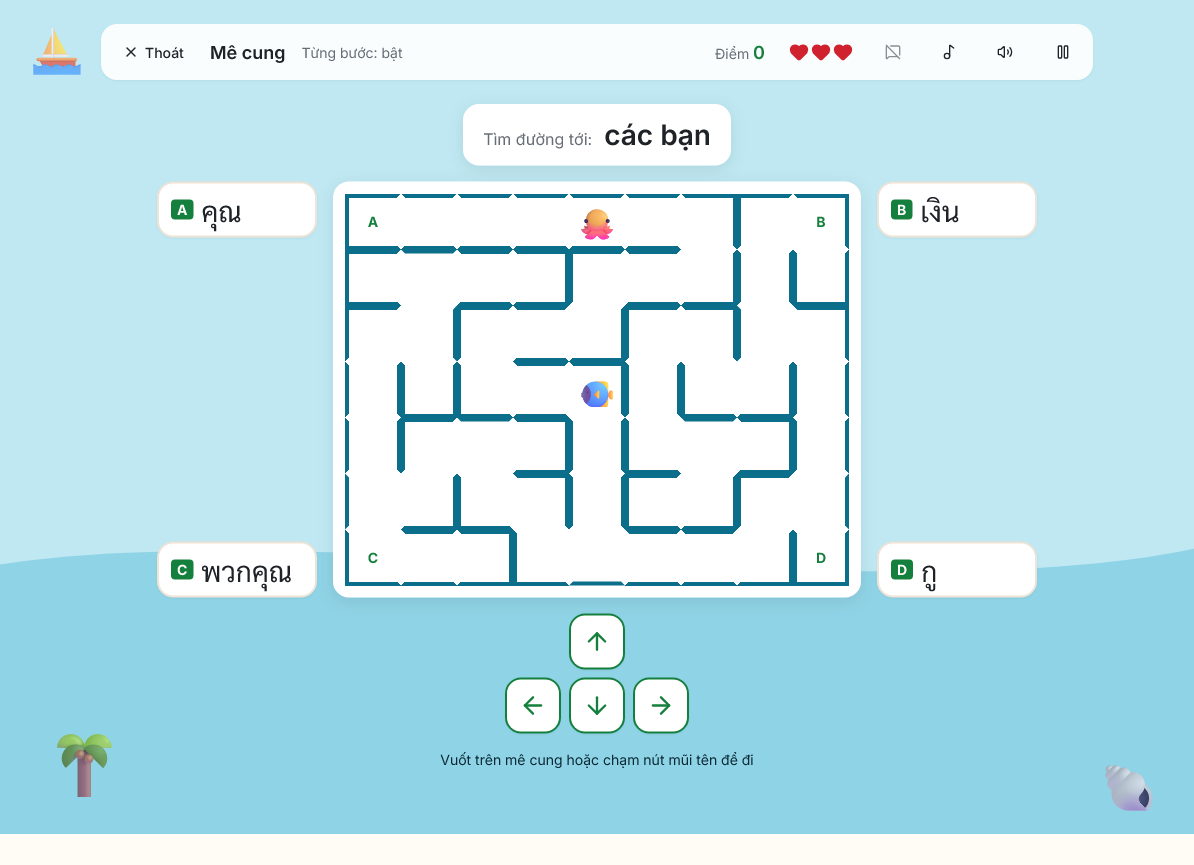 Thoát Mê cung Từng bước: bật Điểm 0
Tìm đường tới: các bạn
A คุณ
B เงิน
A B
C D
C พวกคุณ
D กู
Vuốt trên mê cung hoặc chạm nút mũi tên để đi